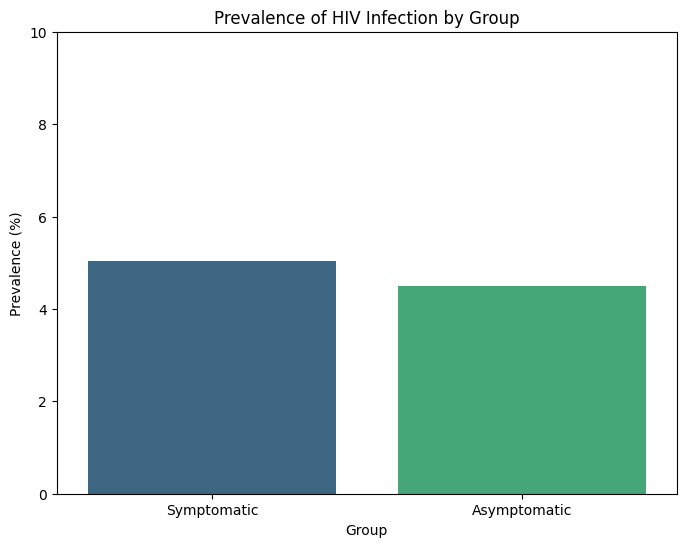 Prevalence of HIV Infection by Group
Prevalence (%)
10
8
6
4
2
0
Symptomatic
Asymptomatic
Group